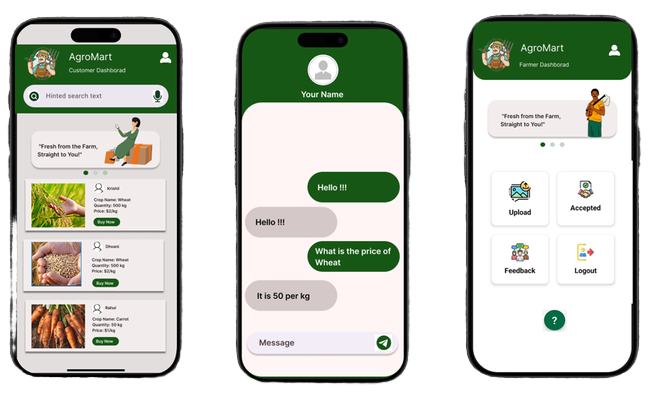 AgroMart
Customer Dashborad
Hinted search text
"Fresh from the Farm,
Straight to You!"
Krishil
Crop Name: Wheat
Quantity: 500 kg
Price: $2/kg
Buy Now
Dhvani
Crop Name: Wheat
Quantity: 500 kg
Price: $2/kg
Buy Now
Rahul
Crop Name: Carrot
Quantity: 50 kg
Price: $1/kg
Buy Now
Your Name
Hello !!!
Hello !!!
What is the price of
Wheat
It is 50 per kg
Message
AgroMart
Farmer Dashborad
"Fresh from the Farm,
Straight to You!"
Upload
Accepted
Feedback
Logout
?